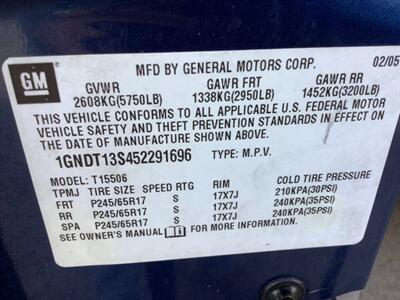 GM
MFD BY GENERAL MOTORS CORP. 02/05
GVWR GAWR FRT GAWR RR
2608KG(5750LB) 1338KG(2950LB) 1452KG(3200LB)
THIS VEHICLE CONFORMS TO ALL APPLICABLE U.S. FEDERAL MOTOR
VEHICLE SAFETY AND THEFT PREVENTION STANDARDS IN EFFECT ON
THE DATE OF MANUFACTURE SHOWN ABOVE.
1GNDT13S452291696 TYPE: M.P.V.
MODEL: T15506
TPMJ TIRE SIZE SPEED RTG RIM COLD TIRE PRESSURE
FRT P245/65R17 S 17X7J 210KPA(30PSI)
RR P245/65R17 S 17X7J 240KPA(35PSI)
SPA P245/65R17 S 17X7J 240KPA(35PSI)
SEE OWNER'S MANUAL FOR MORE INFORMATION.